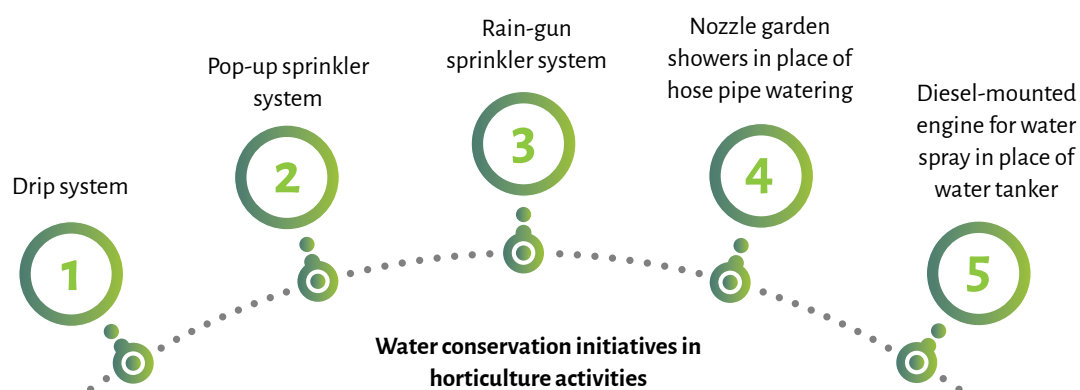 Drip system
1
Pop-up sprinkler
system
2
Rain-gun
sprinkler system
3
Nozzle garden
showers in place of
hose pipe watering
4
Diesel-mounted
engine for water
spray in place of
water tanker
5
Water conservation initiatives in
horticulture activities